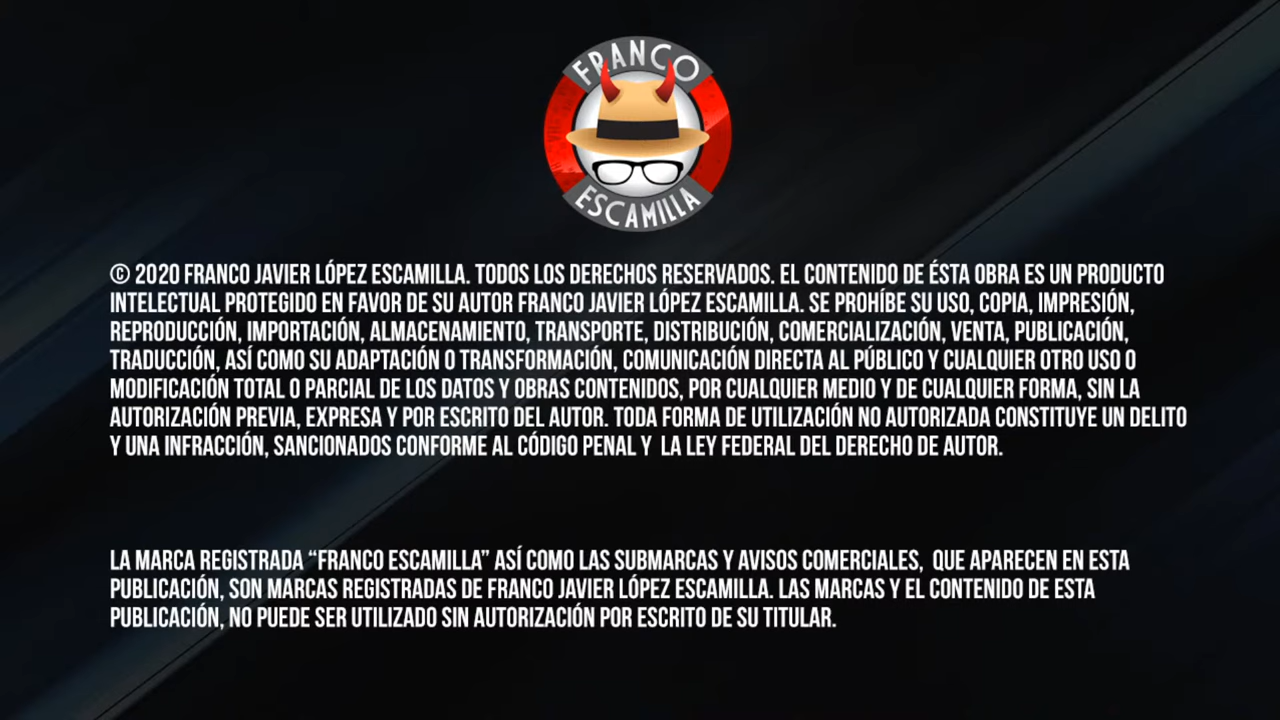 FRANCO
ESCAMILLA
© 2020 FRANCO JAVIER LÓPEZ ESCAMILLA. TODOS LOS DERECHOS RESERVADOS. EL CONTENIDO DE ÉSTA OBRA ES UN PRODUCTO
INTELECTUAL PROTEGIDO EN FAVOR DE SU AUTOR FRANCO JAVIER LÓPEZ ESCAMILLA. SE PROHÍBE SU USO, COPIA, IMPRESIÓN,
REPRODUCCIÓN, IMPORTACIÓN, ALMACENAMIENTO, TRANSPORTE, DISTRIBUCIÓN, COMERCIALIZACIÓN, VENTA, PUBLICACIÓN,
TRADUCCIÓN, ASÍ COMO SU ADAPTACIÓN O TRANSFORMACIÓN, COMUNICACIÓN DIRECTA AL PÚBLICO Y CUALQUIER OTRO USO O
MODIFICACIÓN TOTAL O PARCIAL DE LOS DATOS Y OBRAS CONTENIDOS, POR CUALQUIER MEDIO Y DE CUALQUIER FORMA, SIN LA
AUTORIZACIÓN PREVIA, EXPRESA Y POR ESCRITO DEL AUTOR. TODA FORMA DE UTILIZACIÓN NO AUTORIZADA CONSTITUYE UN DELITO
Y UNA INFRACCIÓN, SANCIONADOS CONFORME AL CÓDIGO PENAL Y LA LEY FEDERAL DEL DERECHO DE AUTOR.
LA MARCA REGISTRADA “FRANCO ESCAMILLA” ASÍ COMO LAS SUBMARCAS Y AVISOS COMERCIALES, QUE APARECEN EN ESTA
PUBLICACIÓN, SON MARCAS REGISTRADAS DE FRANCO JAVIER LÓPEZ ESCAMILLA. LAS MARCAS Y EL CONTENIDO DE ESTA
PUBLICACIÓN, NO PUEDE SER UTILIZADO SIN AUTORIZACIÓN POR ESCRITO DE SU TITULAR.